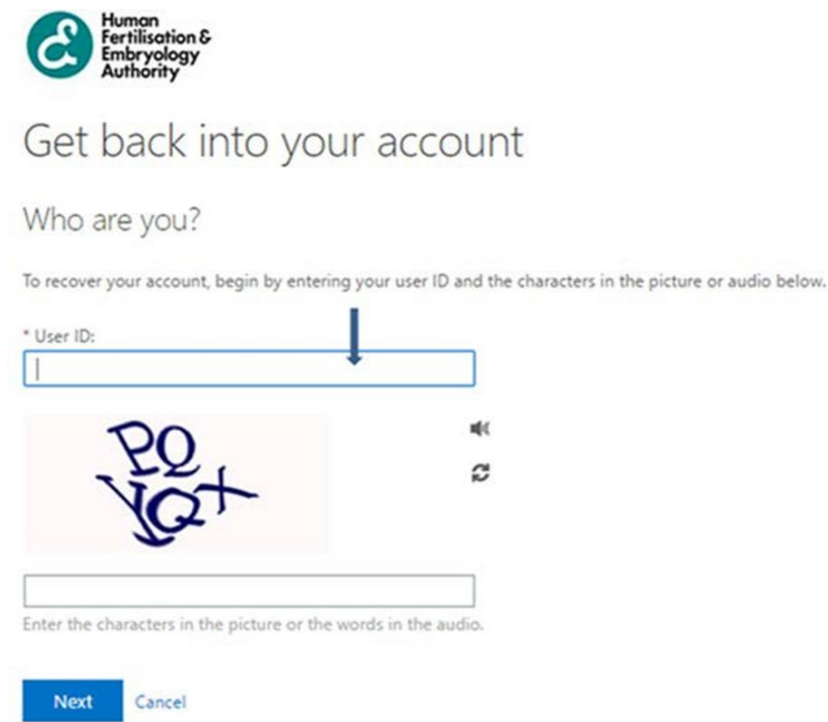 Human
Fertilisation &
Embryology
Authority
Get back into your account
Who are you?
To recover your account, begin by entering your user ID and the characters in the picture or audio below.
* User ID:
PQ
YQX
Enter the characters in the picture or the words in the audio.
Next Cancel